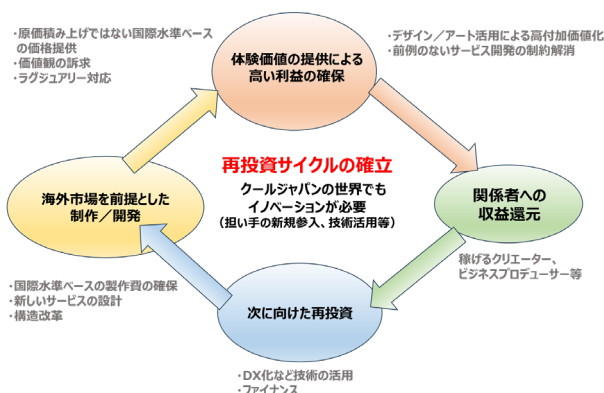 ・原価積み上げではない国際水準ベース
の価格提供
・価値観の訴求
・ラグジュアリー対応
体験価値の提供による
高い利益の確保
・デザイン／アート活用による高付加価値化
・前例のないサービス開発の制約解消
再投資サイクルの確立
クールジャパンの世界でも
イノベーションが必要
（担い手の新規参入、技術活用等）
海外市場を前提とした
制作／開発
関係者への
収益還元
稼げるクリエーター、
ビジネスプロデューサー等
・国際水準ベースの製作費の確保
・新しいサービスの設計
・構造改革
次に向けた再投資
・DX化など技術の活用
・ファイナンス